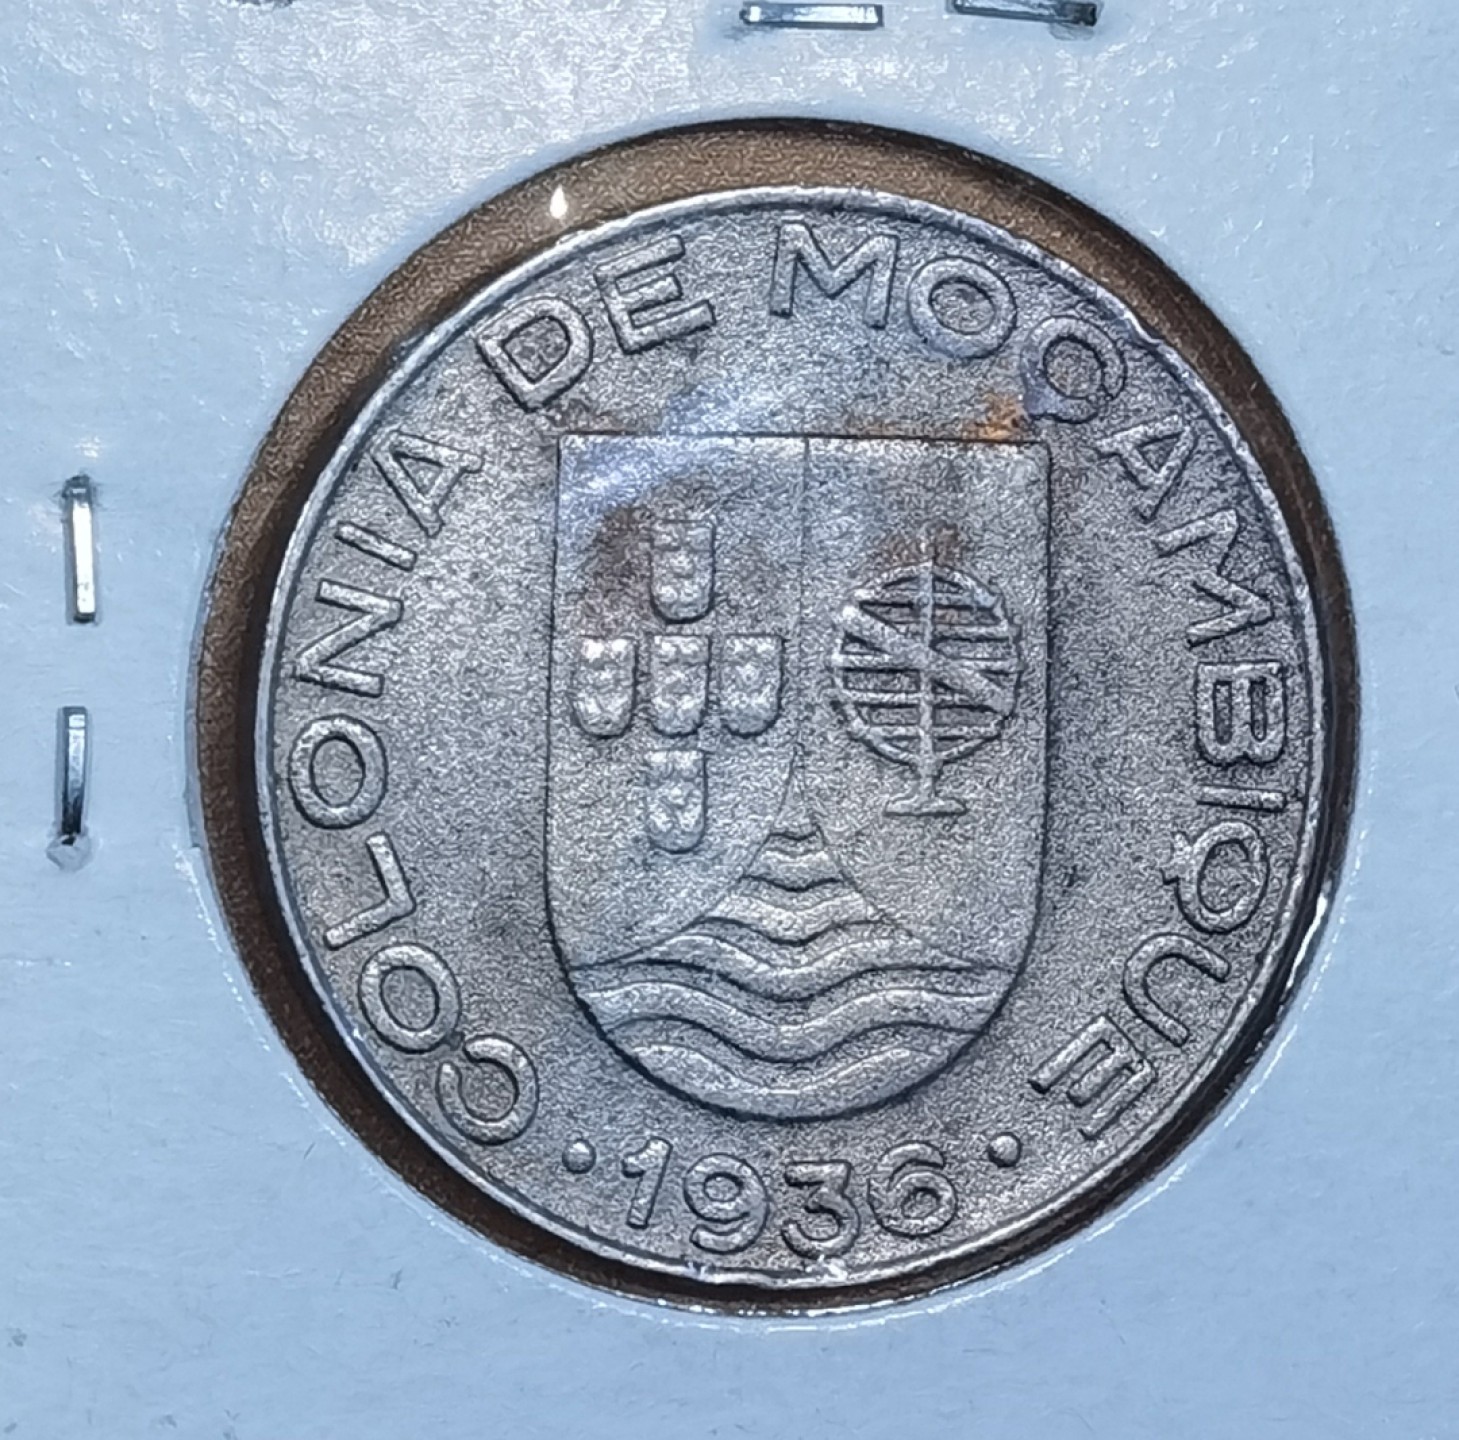 COLONIA DE MOÇAMBIQUE
·1936·